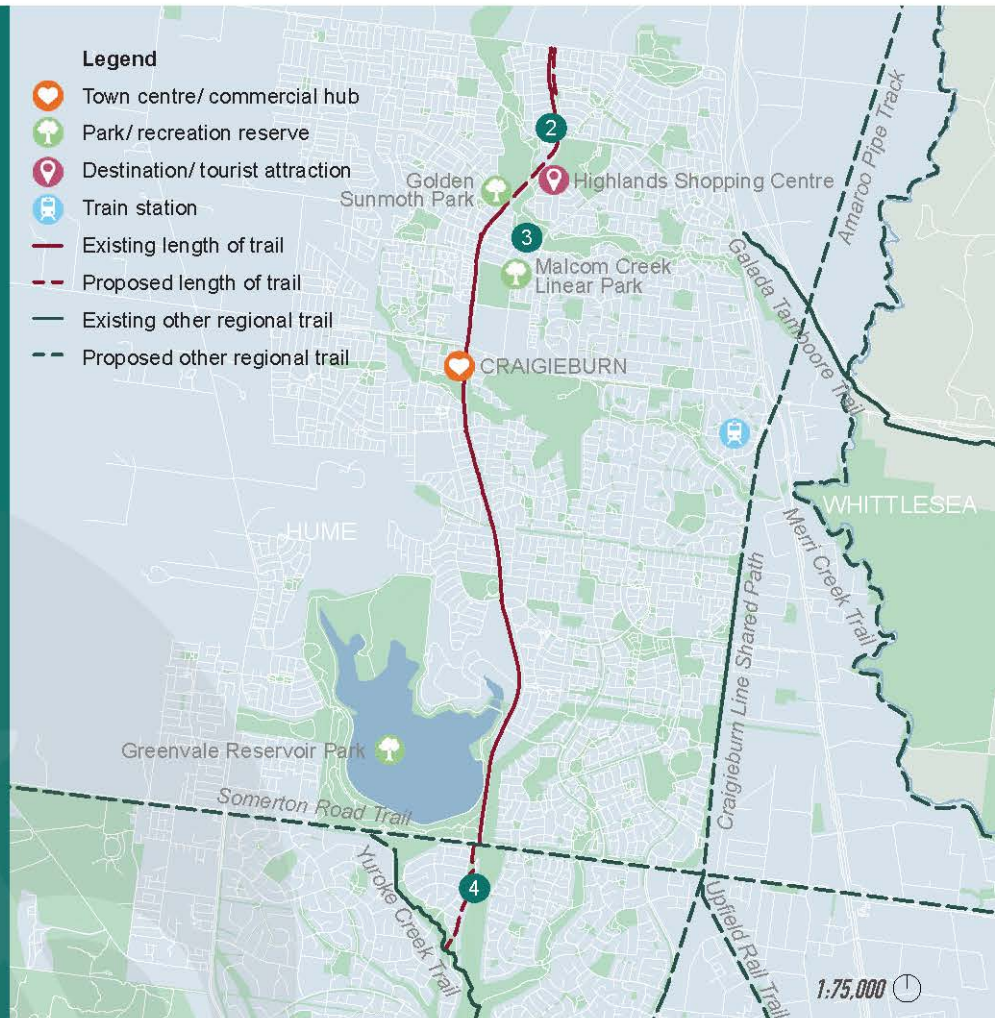 Legend
Town centre/ commercial hub
Park/ recreation reserve
Destination/ tourist attraction
Train station
Existing length of trail
Proposed length of trail
Existing other regional trail
Proposed other regional trail
2
Golden
Sunmoth Park
Highlands Shopping Centre
3
Malcom Creek
Linear Park
Amaroo Pipe Track
Galada Tamboore Trail
CRAIGIEBURN
WHITTLESEA
HUME
Merri Creek Trail
Craigieburn Line Shared Path
Greenvale Reservoir Park
Somerton Road Trail
Yuroke Creek Trail
4
Upfield Rail Trail
1:75,000